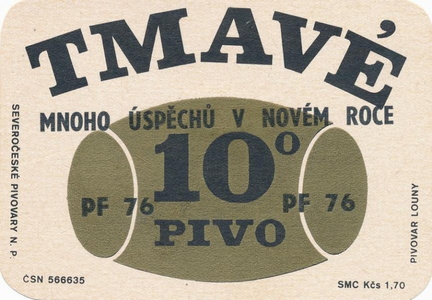 TMAVÉ
MNOHO ÚSPĚCHŮ V NOVÉM ROCE
10°
PF 76 PF 76
PIVO
SEVEROČESKÉ PIVOVARY N. P.
PIVOVAR LOUNY
ČSN 566635
SMC Kčs 1,70